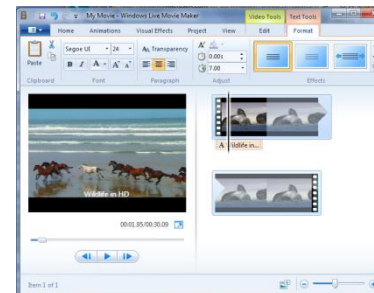 My Movie - Windows Live Movie Maker
Video Tools
Text Tools
Home
Animations
Visual Effects
Project
View
Edit
Format
Paste
Segoe UI
24
Transparency
0.00s
7.00
B I A A A
Clipboard
Font
Paragraph
Adjust
Effects
Wildlife in HD
A Wildlife in...
00:01.95/00:30.09
Item 1 of 1